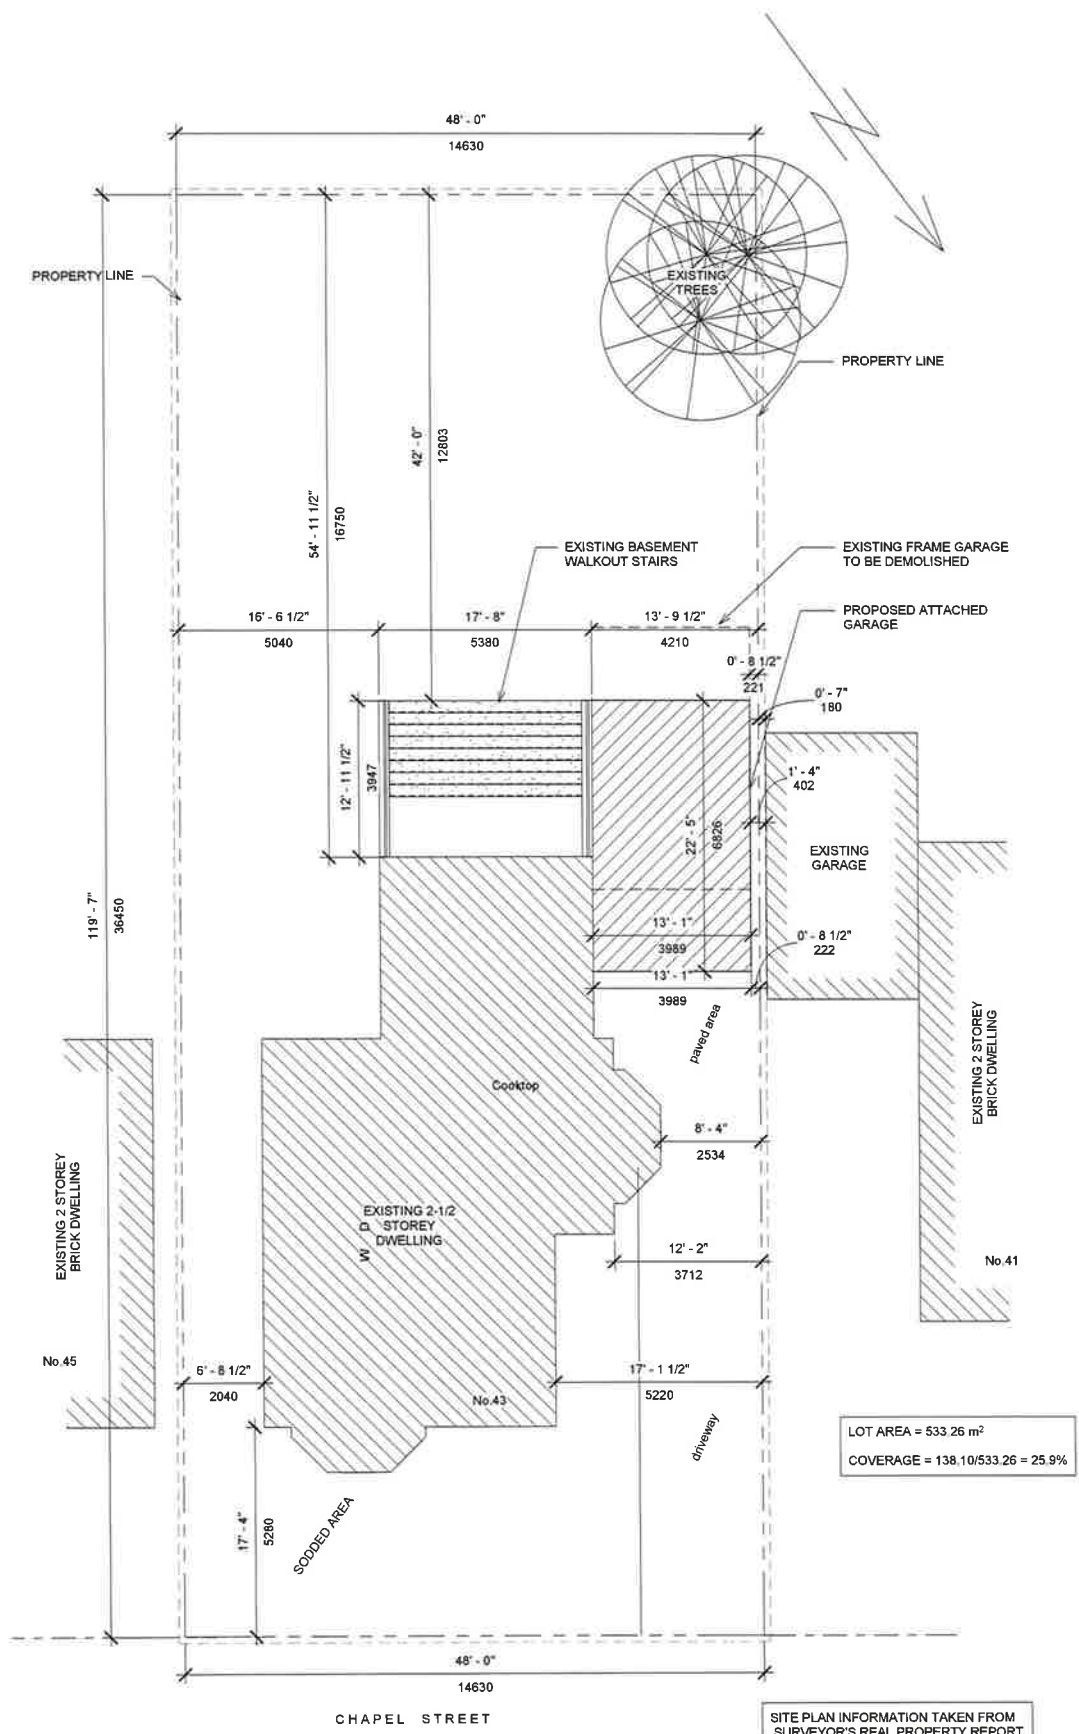 48' - 0"
14630
PROPERTY LINE
EXISTING
TREES
PROPERTY LINE
42' - 0"
12803
54' - 11 1/2"
16750
EXISTING BASEMENT
WALKOUT STAIRS
EXISTING FRAME GARAGE
TO BE DEMOLISHED
PROPOSED ATTACHED
GARAGE
16' - 6 1/2"
5040
17' - 8"
5380
13' - 9 1/2"
4210
0' - 8 1/2"
221
0' - 7"
180
12' - 11 1/2"
3947
1' - 4"
402
22' - 5"
6826
EXISTING
GARAGE
119' - 7"
36450
13' - 1"
3989
0' - 8 1/2"
222
13' - 1"
3989
paved area
EXISTING 2 STOREY
BRICK DWELLING
Cooktop
8' - 4"
2534
EXISTING 2 STOREY
BRICK DWELLING
EXISTING 2-1/2
STOREY
DWELLING
W D
12' - 2"
3712
No.41
No.45
6' - 8 1/2"
2040
No.43
17' - 1 1/2"
5220
driveway
LOT AREA = 533.26 m²
COVERAGE = 138.10/533.26 = 25.9%
17' - 4"
5280
SODDED AREA
48' - 0"
14630
CHAPEL STREET
SITE PLAN INFORMATION TAKEN FROM
SURVEYOR'S REAL PROPERTY REPORT